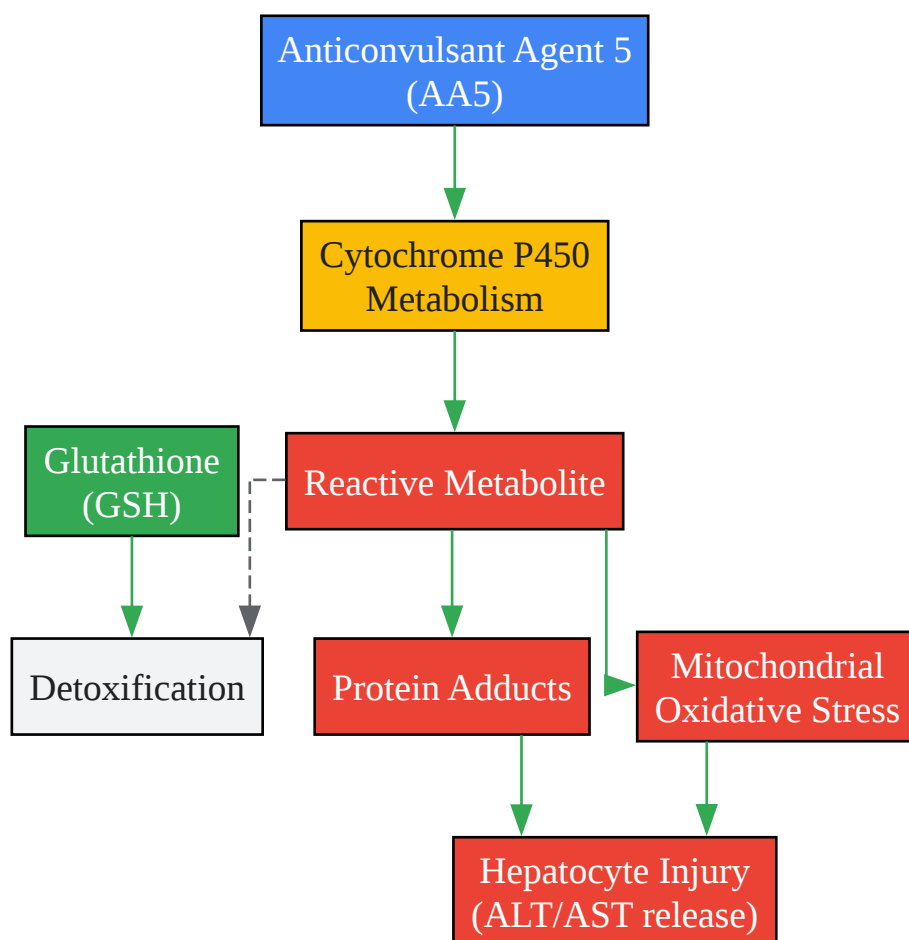 Anticonvulsant Agent 5
(AA5)
Cytochrome P450
Metabolism
Glutathione
(GSH)
Reactive Metabolite
Detoxification
Protein Adducts
Mitochondrial
Oxidative Stress
Hepatocyte Injury
(ALT/AST release)